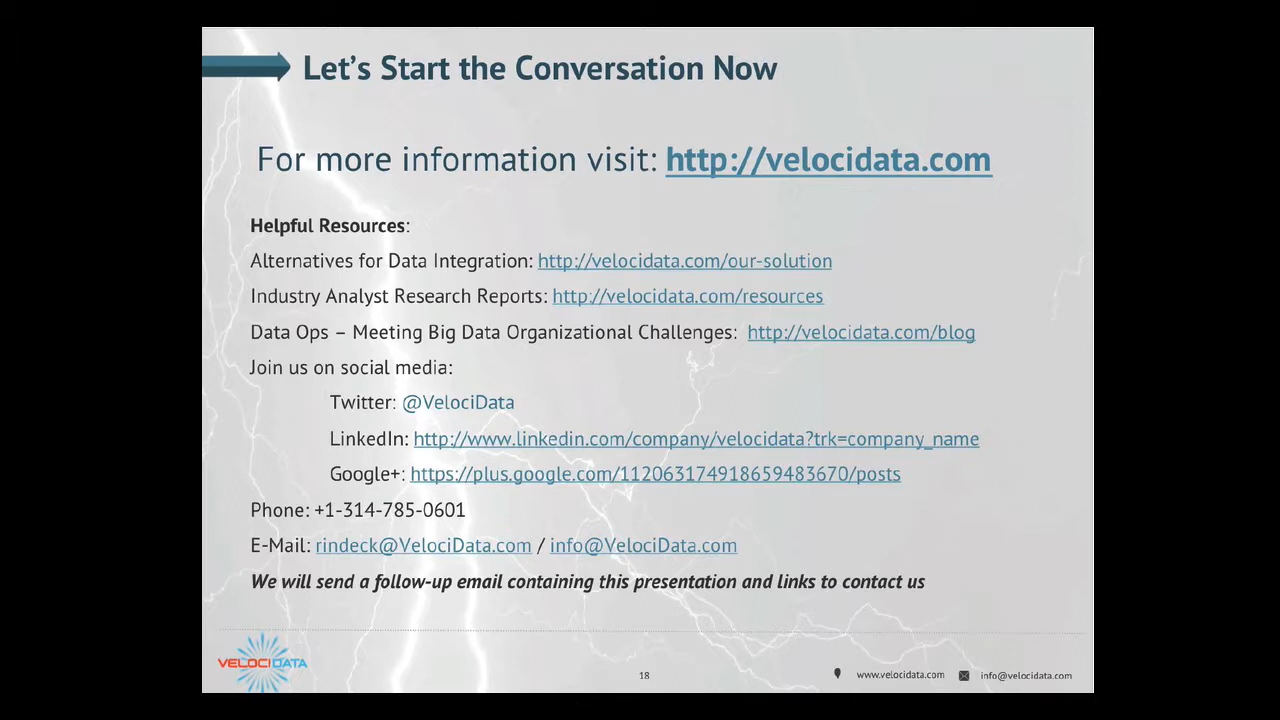 Let's Start the Conversation Now
For more information visit: http://velocidata.com
Helpful Resources:
Alternatives for Data Integration: http://velocidata.com/our-solution
Industry Analyst Research Reports: http://velocidata.com/resources
Data Ops – Meeting Big Data Organizational Challenges: http://velocidata.com/blog
Join us on social media:
Twitter: @VelociData
LinkedIn: http://www.linkedin.com/company/velocidata?trk=company_name
Google+: https://plus.google.com/112063174918659483670/posts
Phone: +1-314-785-0601
E-Mail: rindeck@VelociData.com / info@VelociData.com
We will send a follow-up email containing this presentation and links to contact us
VELOCIDATA
18
www.velocidata.com
info@velocidata.com